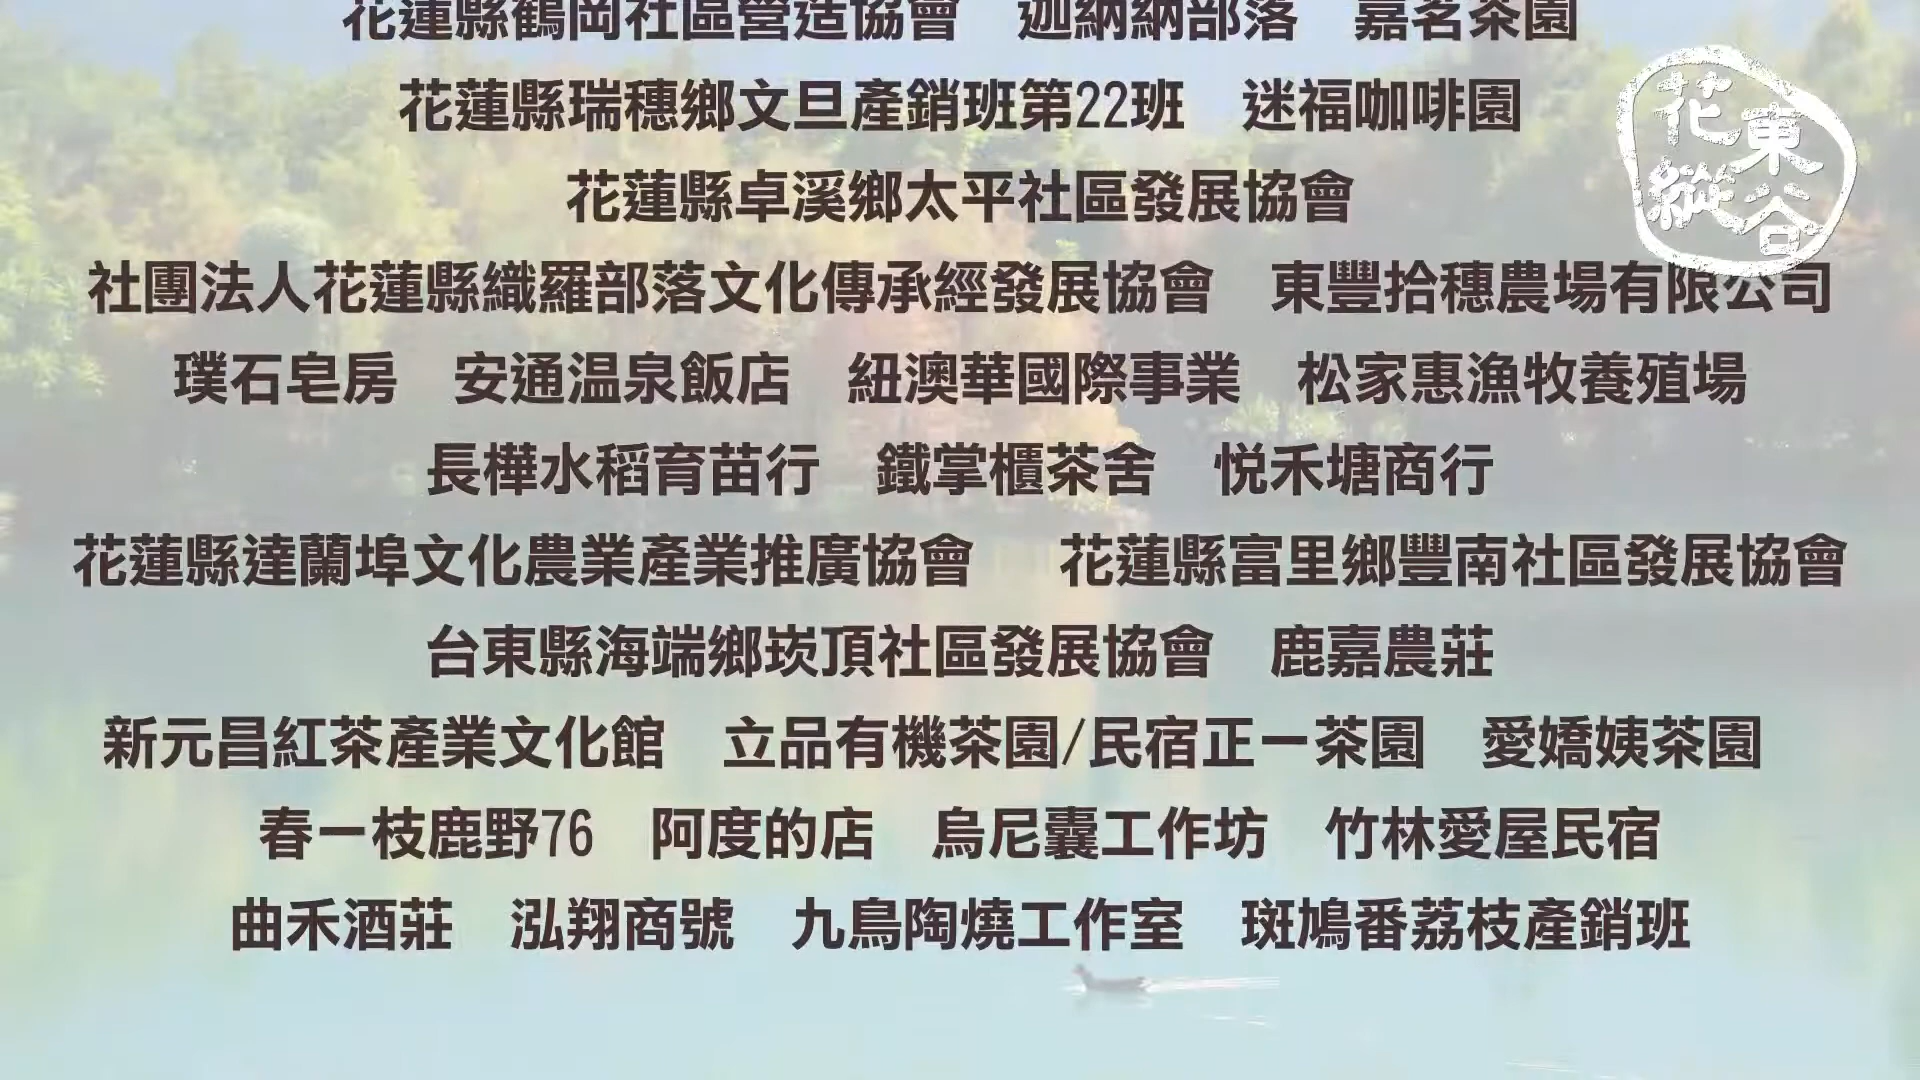 花蓮縣鶴岡社區營造協會　迦納納部落　嘉茗茶園
花蓮縣瑞穗鄉文旦產銷班第22班　迷福咖啡園
花蓮縣卓溪鄉太平社區發展協會
社團法人花蓮縣織羅部落文化傳承經發展協會　東豐拾穗農場有限公司
璞石皂房　安通温泉飯店　紐澳華國際事業　松家惠漁牧養殖場
長樺水稻育苗行　鐵掌櫃茶舍　悦禾塘商行
花蓮縣達蘭埠文化農業產業推廣協會　花蓮縣富里鄉豐南社區發展協會
台東縣海端鄉崁頂社區發展協會　鹿嘉農莊
新元昌紅茶產業文化館　立品有機茶園/民宿正一茶園　愛嬌姨茶園
春一枝鹿野76　阿度的店　烏尼囊工作坊　竹林愛屋民宿
曲禾酒莊　泓翔商號　九鳥陶燒工作室　斑鳩番荔枝產銷班
花東
縱谷